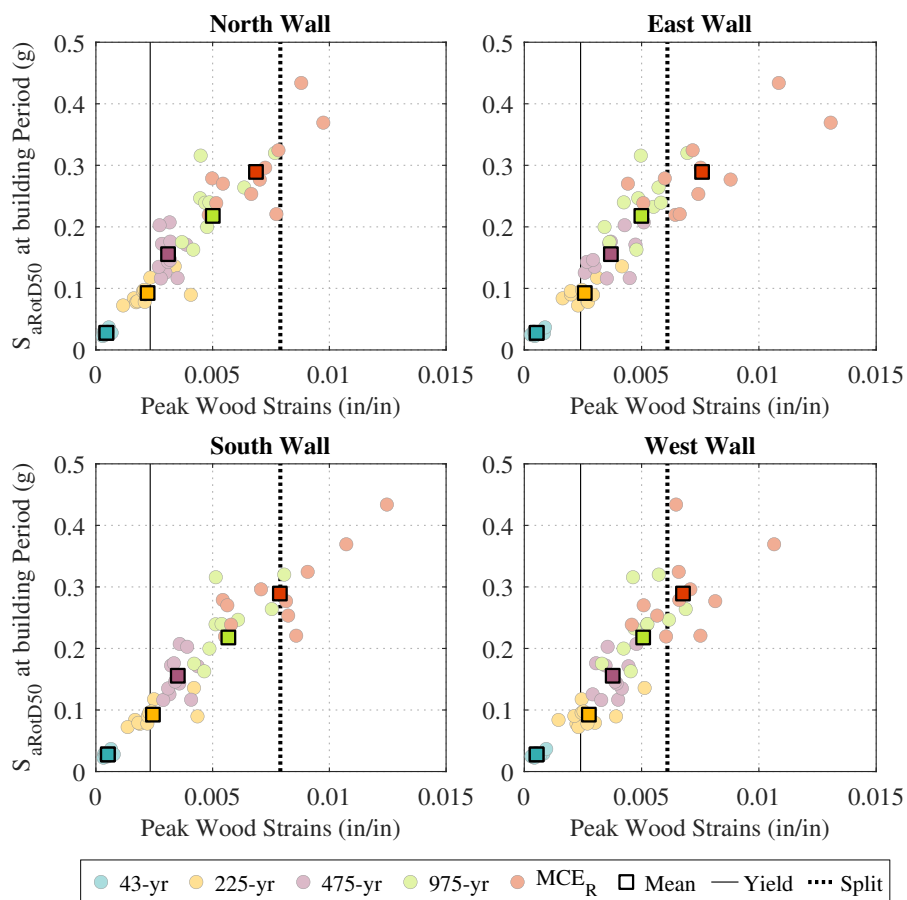 North Wall
East Wall
0.5
0.4
0.3
0.2
0.1
0
S_aRotD50 at building Period (g)
0 0.005 0.01 0.015
Peak Wood Strains (in/in)
0.5
0.4
0.3
0.2
0.1
0
0 0.005 0.01 0.015
Peak Wood Strains (in/in)
South Wall
West Wall
0.5
0.4
0.3
0.2
0.1
0
S_aRotD50 at building Period (g)
0 0.005 0.01 0.015
Peak Wood Strains (in/in)
0.5
0.4
0.3
0.2
0.1
0
0 0.005 0.01 0.015
Peak Wood Strains (in/in)
43-yr 225-yr 475-yr 975-yr MCE_R Mean Yield Split